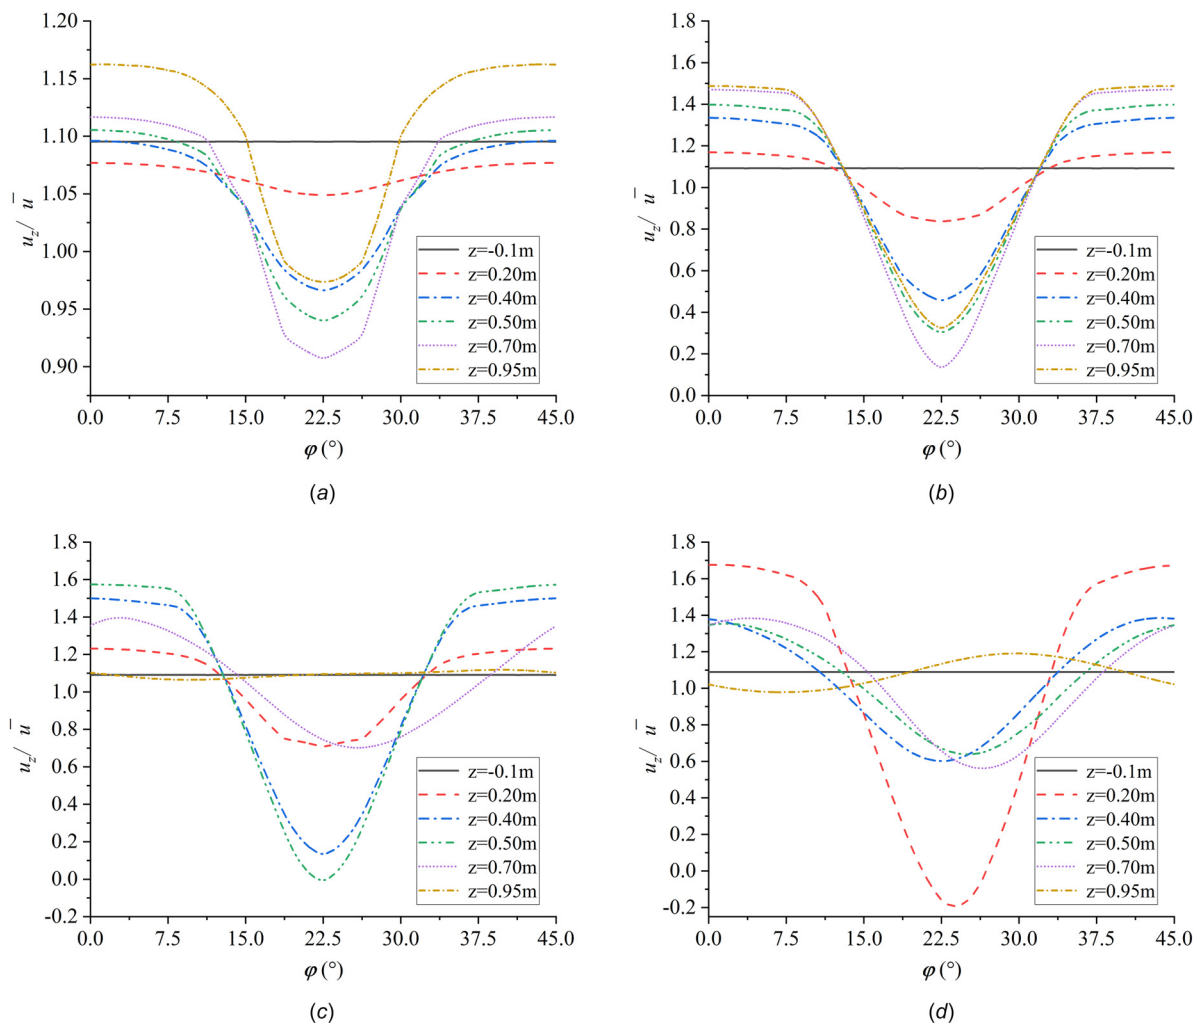 1.20
1.15
1.10
1.05
1.00
0.95
0.90
u_z / ū
z=-0.1m
z=0.20m
z=0.40m
z=0.50m
z=0.70m
z=0.95m
0.0 7.5 15.0 22.5 30.0 37.5 45.0
φ (°)
(a)
1.8
1.6
1.4
1.2
1.0
0.8
0.6
0.4
0.2
0.0
u_z / ū
z=-0.1m
z=0.20m
z=0.40m
z=0.50m
z=0.70m
z=0.95m
0.0 7.5 15.0 22.5 30.0 37.5 45.0
φ (°)
(b)
1.8
1.6
1.4
1.2
1.0
0.8
0.6
0.4
0.2
0.0
-0.2
u_z / ū
z=-0.1m
z=0.20m
z=0.40m
z=0.50m
z=0.70m
z=0.95m
0.0 7.5 15.0 22.5 30.0 37.5 45.0
φ (°)
(c)
1.8
1.6
1.4
1.2
1.0
0.8
0.6
0.4
0.2
0.0
-0.2
u_z / ū
z=-0.1m
z=0.20m
z=0.40m
z=0.50m
z=0.70m
z=0.95m
0.0 7.5 15.0 22.5 30.0 37.5 45.0
φ (°)
(d)